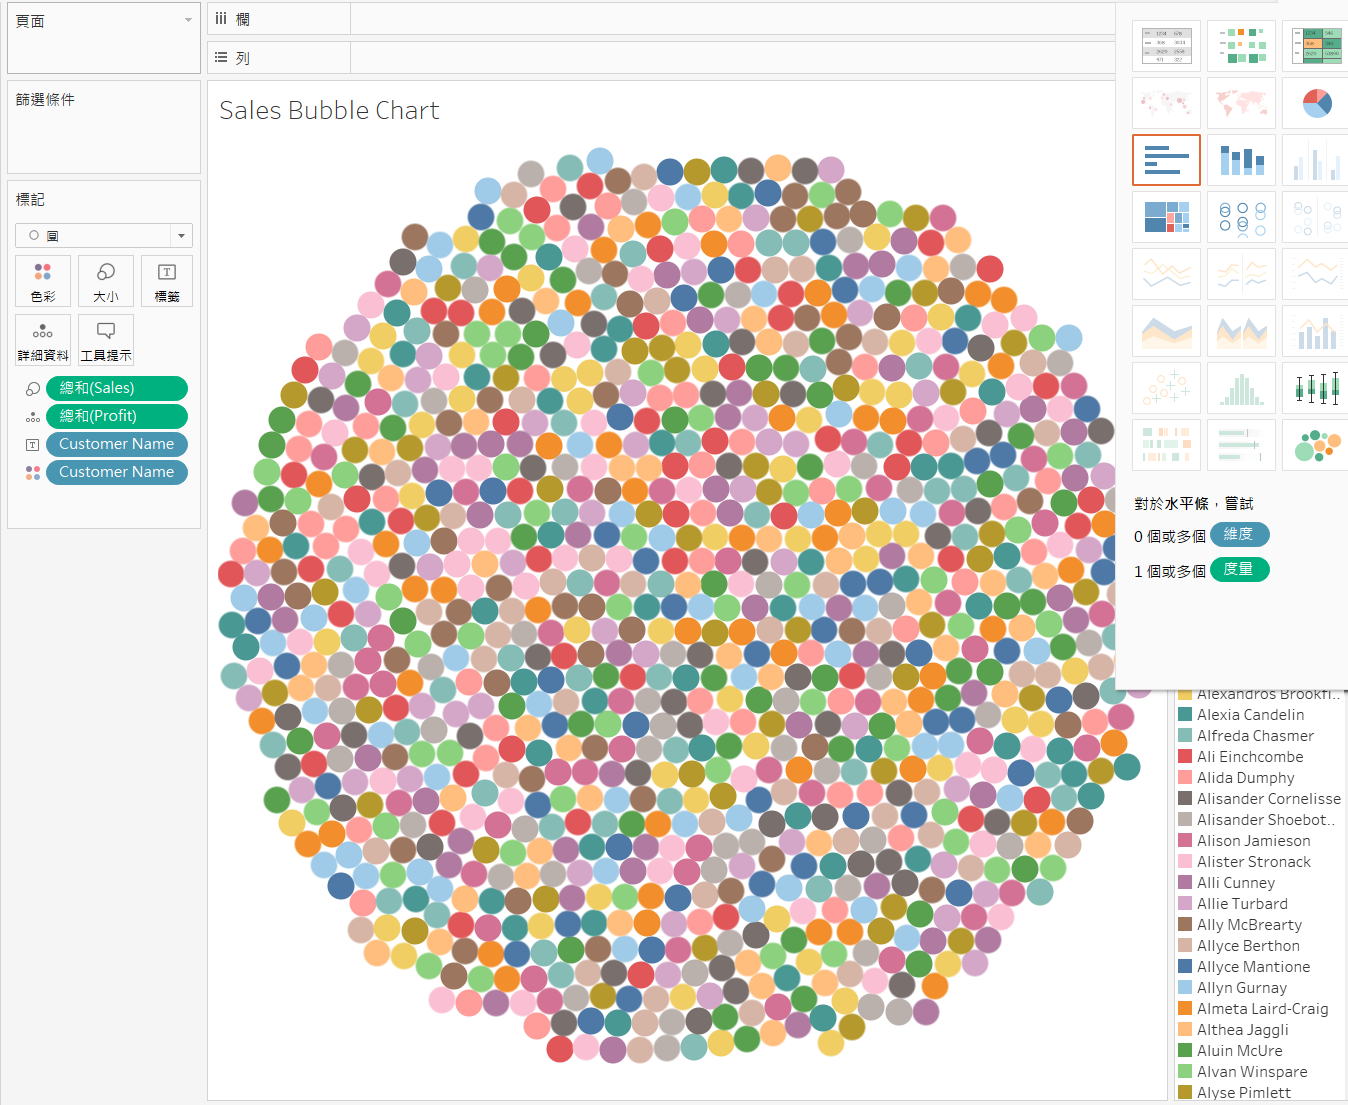 頁面
欄
列
篩選條件
標記
圓
色彩
大小
標籤
詳細資料
工具提示
總和(Sales)
總和(Profit)
Customer Name
Customer Name
Sales Bubble Chart
對於水平條，嘗試
0 個或多個 維度
1 個或多個 度量
Alexandros Brookfi..
Alexia Candelin
Alfreda Chasmer
Ali Einchcombe
Alida Dumphy
Alisander Cornelisse
Alisander Shoebot..
Alison Jamieson
Alister Stronack
Alli Cunney
Allie Turbard
Ally McBrearty
Allyce Berthon
Allyce Mantione
Allyn Gurnay
Almeta Laird-Craig
Althea Jaggli
Aluin McUre
Alvan Winspare
Alyse Pimlett